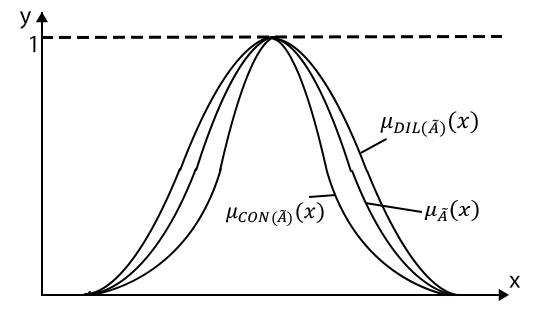 y
1
μ_{DIL(Ã)}(x)
μ_{CON(Ã)}(x)
μ_{Ã}(x)
x